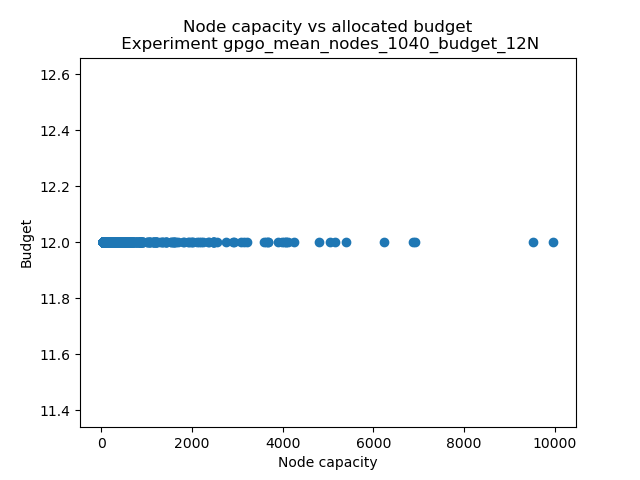 Node capacity vs allocated budget
Experiment gpgo_mean_nodes_1040_budget_12N
12.6
12.4
12.2
12.0
11.8
11.6
11.4
Budget
0 2000 4000 6000 8000 10000
Node capacity